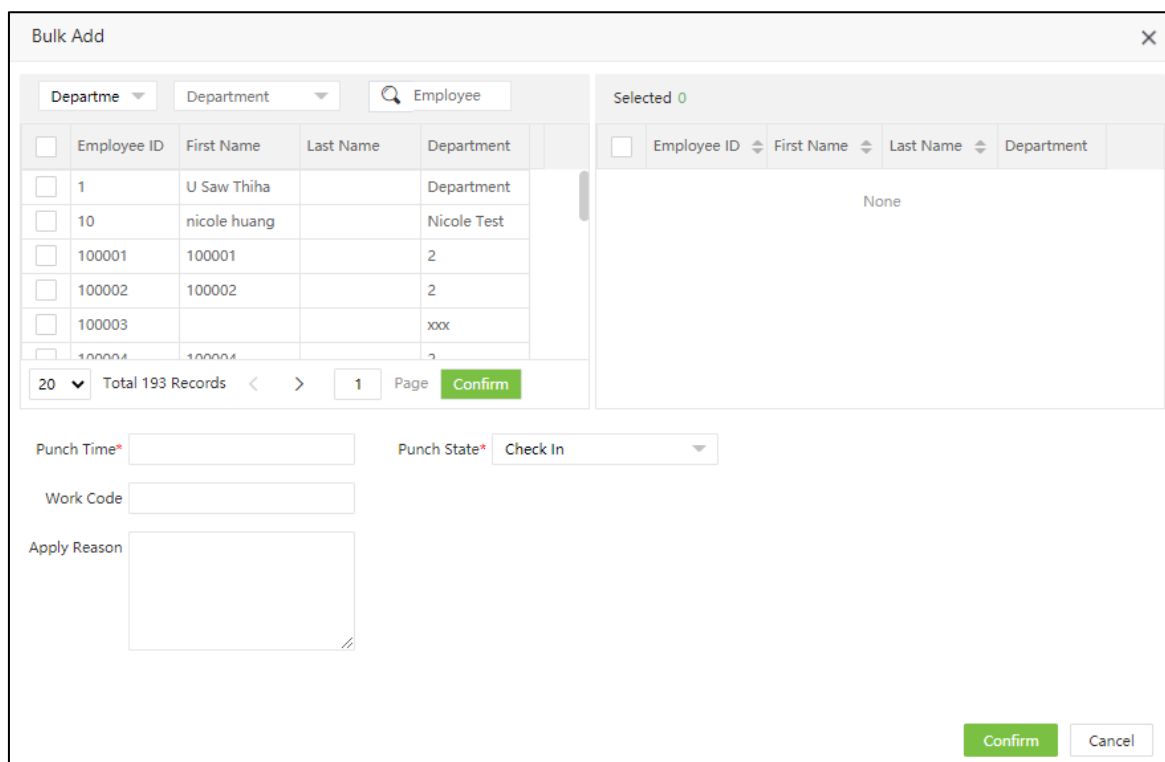 Bulk Add
Departme Department Employee
Employee ID First Name Last Name Department
1 U Saw Thiha Department
10 nicole huang Nicole Test
100001 100001 2
100002 100002 2
100003 xxx
100004 100004 2
20 Total 193 Records < > 1 Page Confirm
Selected 0
Employee ID First Name Last Name Department
None
Punch Time* Punch State* Check In
Work Code
Apply Reason
Confirm Cancel